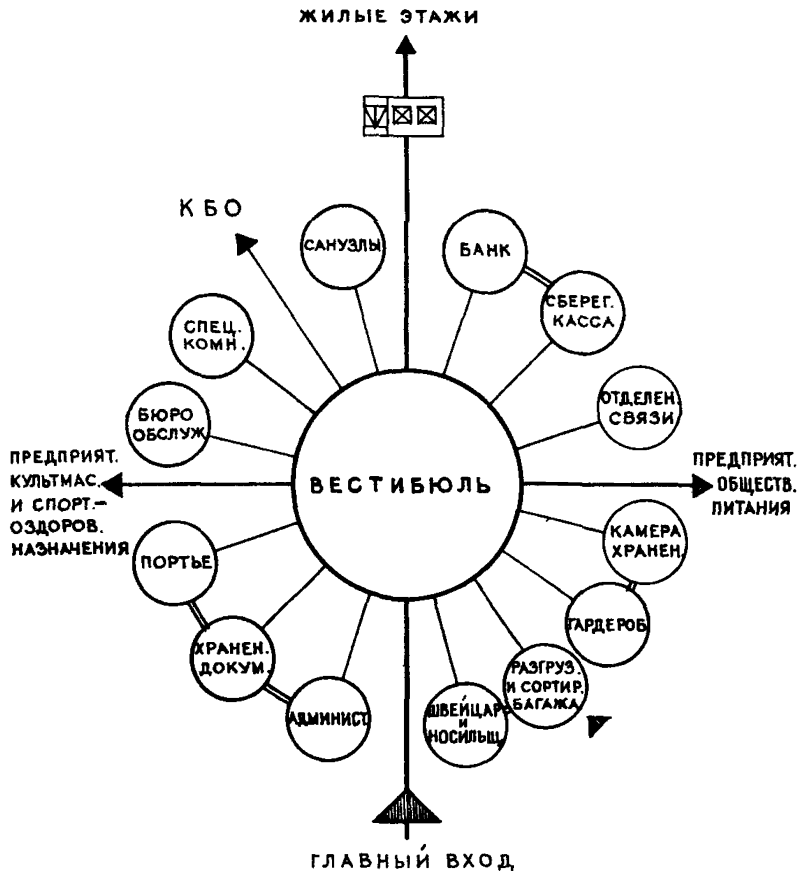 ЖИЛЫЕ ЭТАЖИ
КБО
САНУЗЛЫ
БАНК
СБЕРЕГ.
КАССА
СПЕЦ.
КОМН.
ОТДЕЛЕН.
СВЯЗИ
БЮРО
ОБСЛУЖ
ПРЕДПРИЯТ.
КУЛЬТМАС.
И СПОРТ.-
ОЗДОРОВ.
НАЗНАЧЕНИЯ
ВЕСТИБЮЛЬ
ПРЕДПРИЯТ.
ОБЩЕСТВ.
ПИТАНИЯ
КАМЕРА
ХРАНЕН.
ПОРТЬЕ
ГАРДЕРОБ
ХРАНЕН.
ДОКУМ.
РАЗГРУЗ.
И СОРТИР.
БАГАЖА
АДМИНИСТ.
ШВЕЙЦАРЫ
И
НОСИЛЬЩ.
ГЛАВНЫЙ ВХОД